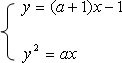 y = (a+1)x−1
y² = ax